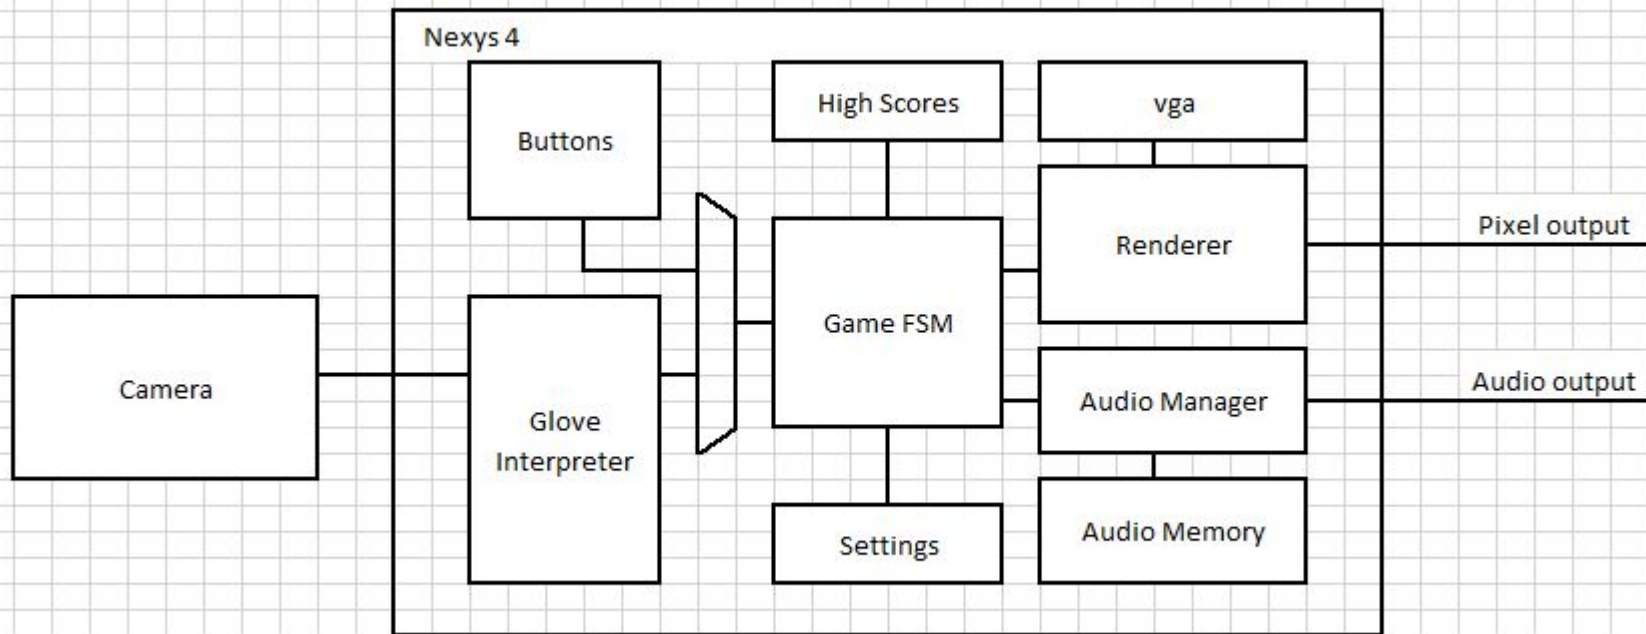 Nexys 4
Buttons
High Scores
vga
Pixel output
Renderer
Camera
Glove
Interpreter
Game FSM
Audio output
Audio Manager
Settings
Audio Memory